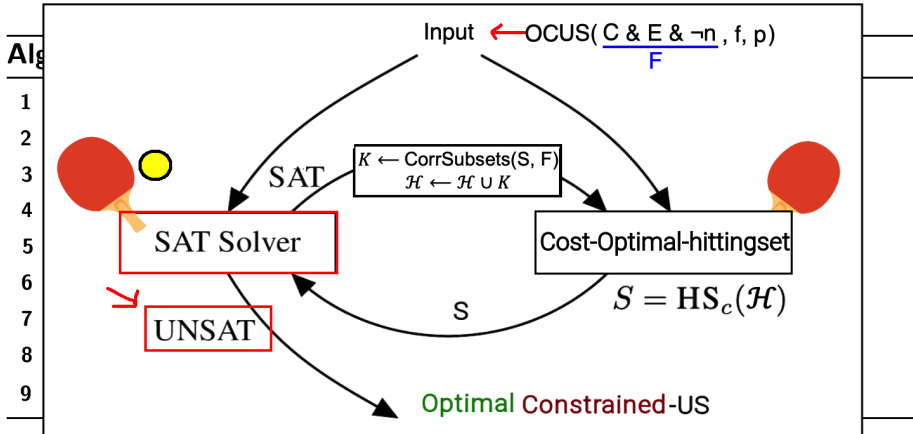 Input ← OCUS( C & E & ¬n , f, p)
F
Alg
1
2
3
4
5
6
7
8
9
SAT
K ← CorrSubsets(S, F)
ℋ ← ℋ ∪ K
SAT Solver
Cost-Optimal-hittingset
S = HS_c(ℋ)
S
UNSAT
Optimal Constrained-US